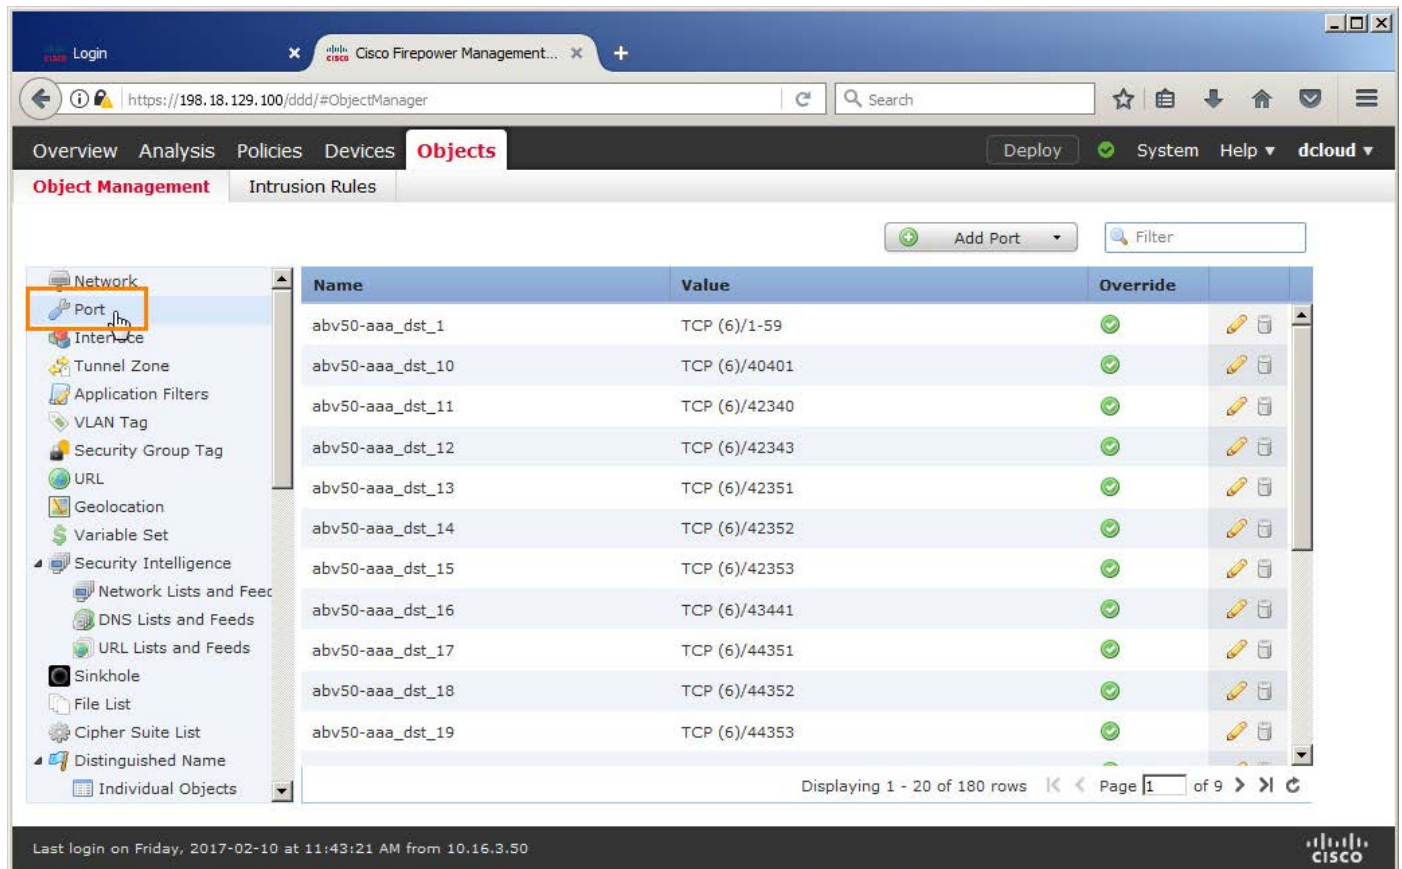 Login
Cisco Firepower Management...
https://198.18.129.100/ddd/#ObjectManager
Search
Overview Analysis Policies Devices Objects Deploy System Help dcloud
Object Management Intrusion Rules
Add Port Filter
Network
Port
Interface
Tunnel Zone
Application Filters
VLAN Tag
Security Group Tag
URL
Geolocation
Variable Set
Security Intelligence
Network Lists and Feed
DNS Lists and Feeds
URL Lists and Feeds
Sinkhole
File List
Cipher Suite List
Distinguished Name
Individual Objects
Name Value Override
abv50-aaa_dst_1 TCP (6)/1-59
abv50-aaa_dst_10 TCP (6)/40401
abv50-aaa_dst_11 TCP (6)/42340
abv50-aaa_dst_12 TCP (6)/42343
abv50-aaa_dst_13 TCP (6)/42351
abv50-aaa_dst_14 TCP (6)/42352
abv50-aaa_dst_15 TCP (6)/42353
abv50-aaa_dst_16 TCP (6)/43441
abv50-aaa_dst_17 TCP (6)/44351
abv50-aaa_dst_18 TCP (6)/44352
abv50-aaa_dst_19 TCP (6)/44353
Displaying 1 - 20 of 180 rows Page 1 of 9
Last login on Friday, 2017-02-10 at 11:43:21 AM from 10.16.3.50
CISCO